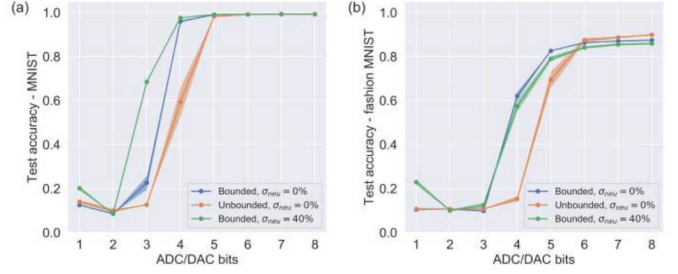 (a)
Test accuracy - MNIST
1.0
0.8
0.6
0.4
0.2
0.0
Bounded, σneu = 0%
Unbounded, σneu = 0%
Bounded, σneu = 40%
1 2 3 4 5 6 7 8
ADC/DAC bits
(b)
Test accuracy - fashion MNIST
1.0
0.8
0.6
0.4
0.2
0.0
Bounded, σneu = 0%
Unbounded, σneu = 0%
Bounded, σneu = 40%
1 2 3 4 5 6 7 8
ADC/DAC bits